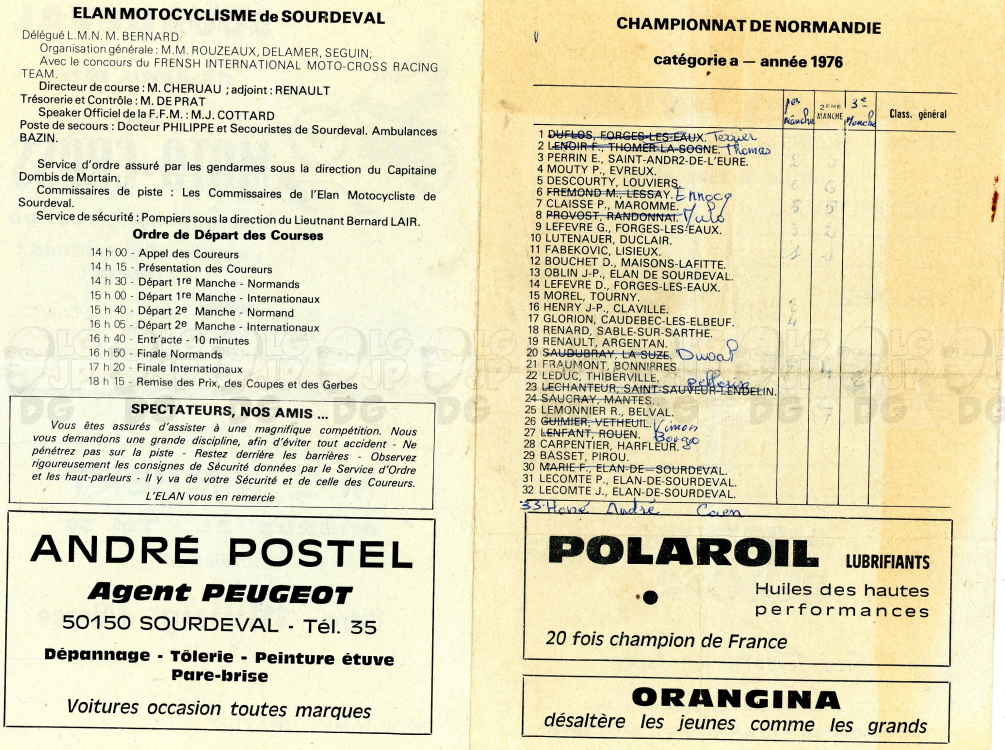 ELAN MOTOCYCLISME de SOURDEVAL
Délégué L.M.N. M. BERNARD
Organisation générale : M.M. ROUZEAUX, DELAMER, SEGUIN;
Avec le concours du FRENSH INTERNATIONAL MOTO-CROSS RACING
TEAM.
Directeur de course : M. CHERUAU ; adjoint : RENAULT
Trésorerie et Contrôle : M. DE PRAT
Speaker Officiel de la F.F.M. : M.J. COTTARD
Poste de secours : Docteur PHILIPPE et Secouristes de Sourdeval. Ambulances
BAZIN.
Service d'ordre assuré par les gendarmes sous la direction du Capitaine
Dombis de Mortain.
Commissaires de piste : Les Commissaires de l'Elan Motocycliste de
Sourdeval.
Service de sécurité : Pompiers sous la direction du Lieutnant Bernard LAIR.
Ordre de Départ des Courses
14 h 00 - Appel des Coureurs
14 h 15 - Présentation des Coureurs
14 h 30 - Départ 1re Manche - Normands
15 h 00 - Départ 1re Manche - Internationaux
15 h 40 - Départ 2e Manche - Normand
16 h 05 - Départ 2e Manche - Internationaux
16 h 40 - Entr'acte - 10 minutes
16 h 50 - Finale Normands
17 h 20 - Finale Internationaux
18 h 15 - Remise des Prix, des Coupes et des Gerbes
SPECTATEURS, NOS AMIS ...
Vous êtes assurés d'assister à une magnifique compétition. Nous
vous demandons une grande discipline, afin d'éviter tout accident - Ne
pénétrez pas sur la piste - Restez derrière les barrières - Observez
rigoureusement les consignes de Sécurité données par le Service d'Ordre
et les haut-parleurs - Il y va de votre Sécurité et de celle des Coureurs.
L'ELAN vous en remercie
ANDRÉ POSTEL
Agent PEUGEOT
50150 SOURDEVAL - Tél. 35
Dépannage - Tôlerie - Peinture étuve
Pare-brise
Voitures occasion toutes marques
CHAMPIONNAT DE NORMANDIE
catégorie a — année 1976
per Manche 2EME MANCHE 3e Manche Class. général
1 DUFLOS, FORGES-LES-EAUX. Terrier
2 LENOIR F., THOMER-LA-SOGNE. Thomas
3 PERRIN E., SAINT-ANDR2-DE-L'EURE. 2 5
4 MOUTY P., EVREUX.
5 DESCOURTY, LOUVIERS. 6 6
6 FREMOND M., LESSAY. Ennocq
7 CLAISSE P., MAROMME. 5 5
8 PROVOST, RANDONNAI. Mulo
9 LEFEVRE G., FORGES-LES-EAUX. 3 2
10 LUTENAUER, DUCLAIR.
11 FABEKOVIC, LISIEUX. 1 1
12 BOUCHET D., MAISONS-LAFITTE.
13 OBLIN J-P., ELAN DE SOURDEVAL.
14 LEFEVRE D., FORGES-LES-EAUX.
15 MOREL, TOURNY.
16 HENRY J-P., CLAVILLE.
17 GLORION, CAUDEBEC-LES-ELBEUF. 4
18 RENARD, SABLE-SUR-SARTHE.
19 RENAULT, ARGENTAN.
20 SAUDUBRAY, LA SUZE. Duval
21 FRAUMONT, BONNIPRES
22 LEDUC, THIBERVILLE.
23 LECHANTEUR, SAINT-SAUVEUR-LENDELIN.
24 SAUCRAY, MANTES.
25 LEMONNIER R., BELVAL. 7
26 GUIMIER, VETHEUIL. Vimon
27 LENFANT, ROUEN. Bougo
28 CARPENTIER, HARFLEUR.
29 BASSET, PIROU.
30 MARIE F., ELAN-DE-SOURDEVAL.
31 LECOMTE P., ELAN-DE-SOURDEVAL.
32 LECOMTE J., ELAN-DE-SOURDEVAL.
33 André Caen
POLAROIL LUBRIFIANTS
Huiles des hautes
performances
20 fois champion de France
ORANGINA
désaltère les jeunes comme les grands